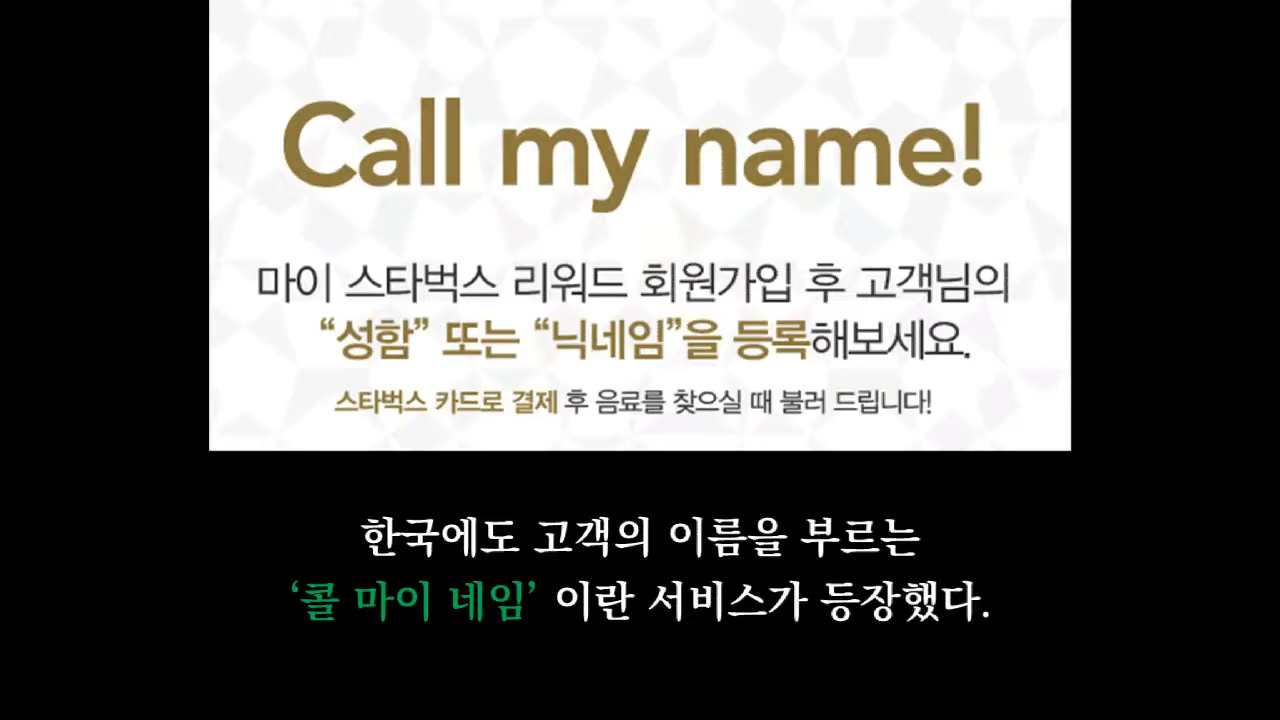 Call my name!
마이 스타벅스 리워드 회원가입 후 고객님의
“성함” 또는 “닉네임”을 등록해보세요.
스타벅스 카드로 결제 후 음료를 찾으실 때 불러 드립니다!
한국에도 고객의 이름을 부르는
‘콜 마이 네임’ 이란 서비스가 등장했다.